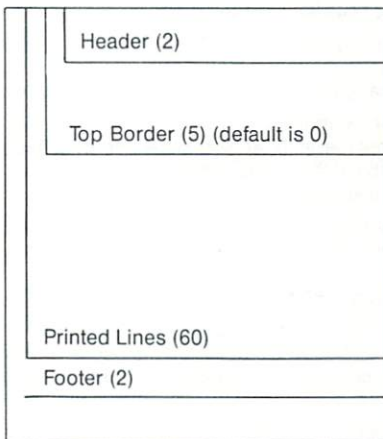 Header (2)
Top Border (5) (default is 0)
Printed Lines (60)
Footer (2)